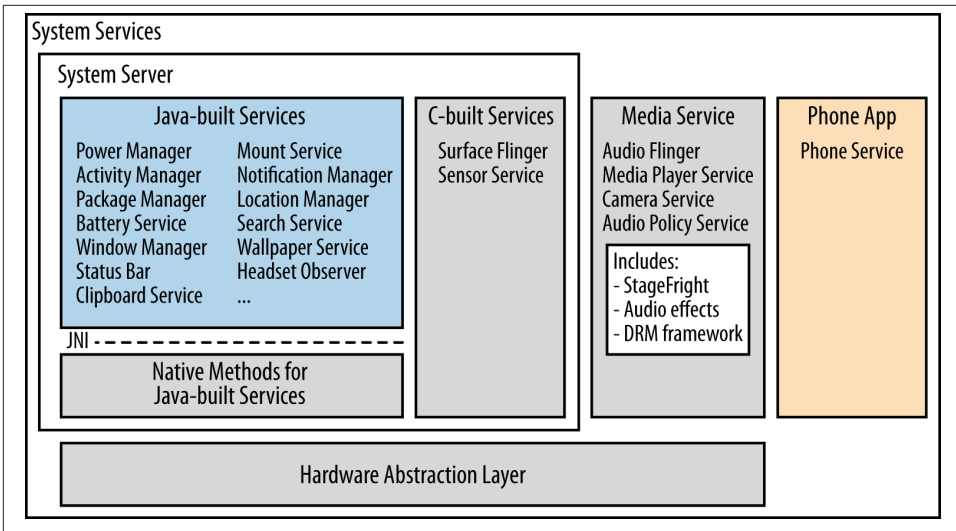 System Services
System Server
Java-built Services
Power Manager
Activity Manager
Package Manager
Battery Service
Window Manager
Status Bar
Clipboard Service
Mount Service
Notification Manager
Location Manager
Search Service
Wallpaper Service
Headset Observer
...
JNI
Native Methods for
Java-built Services
C-built Services
Surface Flinger
Sensor Service
Media Service
Audio Flinger
Media Player Service
Camera Service
Audio Policy Service
Includes:
- StageFright
- Audio effects
- DRM framework
Phone App
Phone Service
Hardware Abstraction Layer